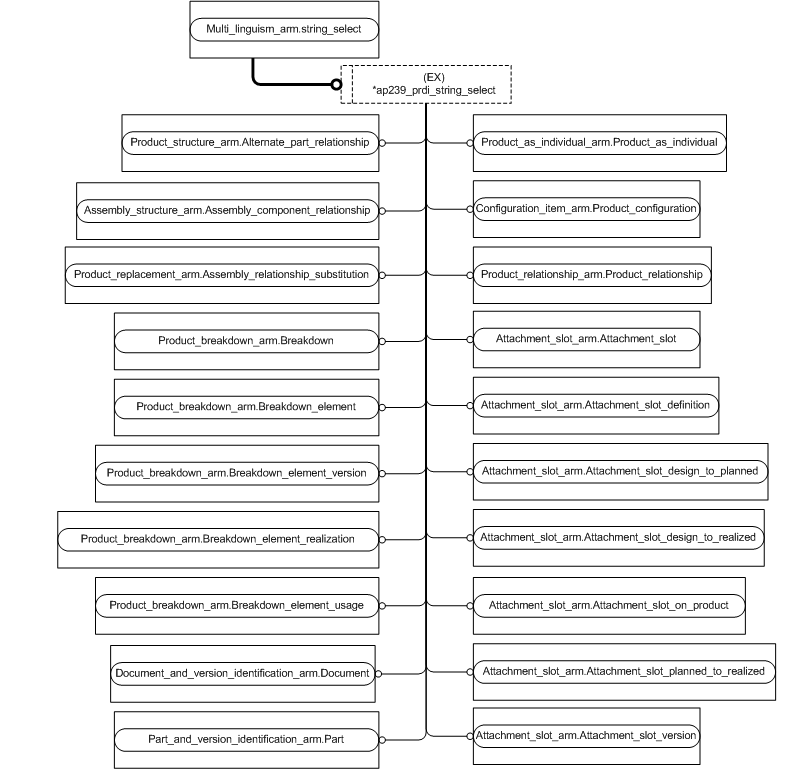 Multi_linguism_arm.string_select
(EX)
*ap239_prdi_string_select
Product_structure_arm.Alternate_part_relationship
Product_as_individual_arm.Product_as_individual
Assembly_structure_arm.Assembly_component_relationship
Configuration_item_arm.Product_configuration
Product_replacement_arm.Assembly_relationship_substitution
Product_relationship_arm.Product_relationship
Product_breakdown_arm.Breakdown
Attachment_slot_arm.Attachment_slot
Product_breakdown_arm.Breakdown_element
Attachment_slot_arm.Attachment_slot_definition
Product_breakdown_arm.Breakdown_element_version
Attachment_slot_arm.Attachment_slot_design_to_planned
Product_breakdown_arm.Breakdown_element_realization
Attachment_slot_arm.Attachment_slot_design_to_realized
Product_breakdown_arm.Breakdown_element_usage
Attachment_slot_arm.Attachment_slot_on_product
Document_and_version_identification_arm.Document
Attachment_slot_arm.Attachment_slot_planned_to_realized
Part_and_version_identification_arm.Part
Attachment_slot_arm.Attachment_slot_version